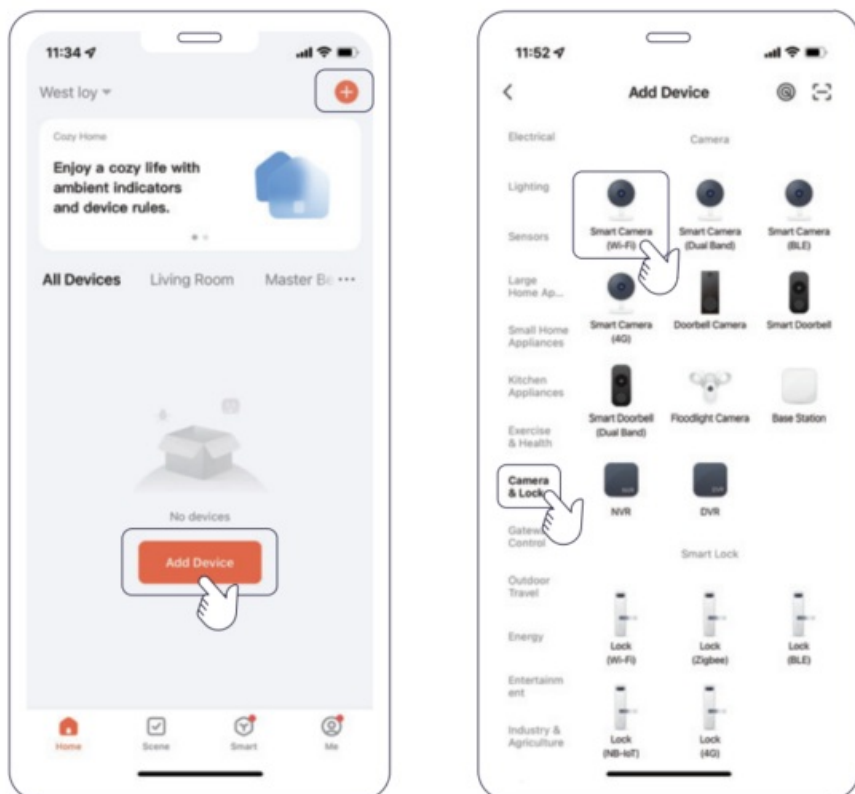 11:34
West loy
Cozy Home
Enjoy a cozy life with
ambient indicators
and device rules.
All Devices Living Room Master Be
No devices
Add Device
Home Scene Smart Me
11:52
Add Device
Electrical
Lighting
Sensors
Large
Home Ap...
Small Home
Appliances
Kitchen
Appliances
Exercise
& Health
Camera
& Lock
Gatew
Control
Outdoor
Travel
Energy
Entertainm
ent
Industry &
Agriculture
Camera
Smart Camera
(Wi-Fi)
Smart Camera
(Dual Band)
Smart Camera
(BLE)
Smart Camera
(4G)
Doorbell Camera
Smart Doorbell
Smart Doorbell
(Dual Band)
Floodlight Camera
Base Station
NVR
NVR
DVR
DVR
Smart Lock
Lock
(Wi-Fi)
Lock
(Zigbee)
Lock
(BLE)
Lock
(NB-IoT)
Lock
(4G)